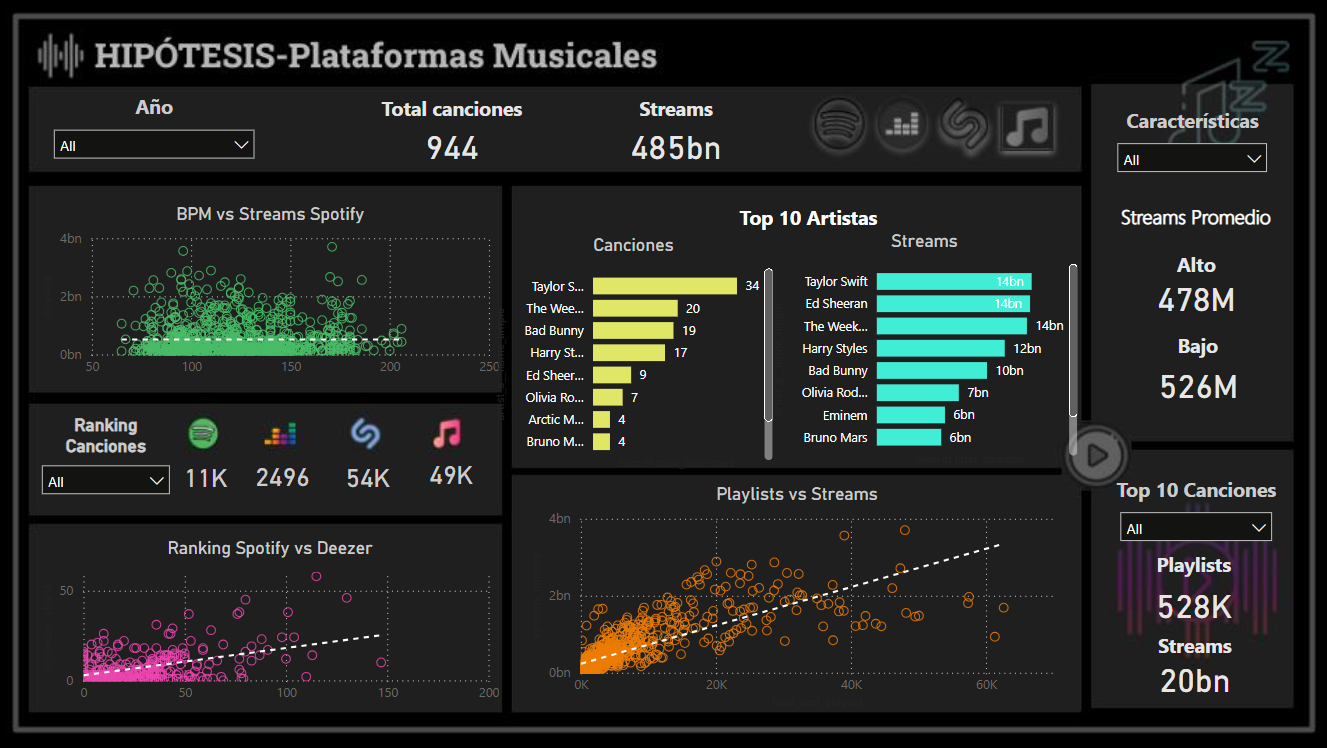 HIPÓTESIS-Plataformas Musicales
Año
All
Total canciones
944
Streams
485bn
Características
All
Streams Promedio
Alto
478M
Bajo
526M
BPM vs Streams Spotify
4bn
2bn
0bn
50
100
150
200
250
Top 10 Artistas
Canciones
Taylor S... 34
The Wee... 20
Bad Bunny 19
Harry St... 17
Ed Sheer... 9
Olivia Ro... 7
Arctic M... 4
Bruno M... 4
Streams
Taylor Swift 14bn
Ed Sheeran 14bn
The Week... 14bn
Harry Styles 12bn
Bad Bunny 10bn
Olivia Rod... 7bn
Eminem 6bn
Bruno Mars 6bn
Ranking
Canciones
All
11K
2496
54K
49K
Ranking Spotify vs Deezer
50
0
0
50
100
150
200
Playlists vs Streams
4bn
2bn
0bn
0K
20K
40K
60K
Top 10 Canciones
All
Playlists
528K
Streams
20bn